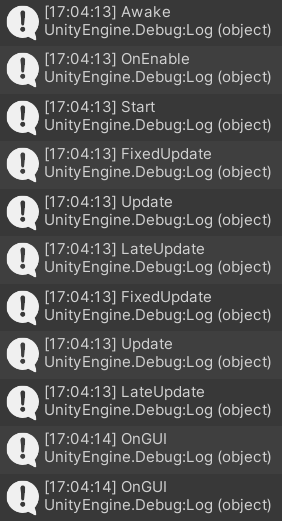 [17:04:13] Awake
UnityEngine.Debug:Log (object)
[17:04:13] OnEnable
UnityEngine.Debug:Log (object)
[17:04:13] Start
UnityEngine.Debug:Log (object)
[17:04:13] FixedUpdate
UnityEngine.Debug:Log (object)
[17:04:13] Update
UnityEngine.Debug:Log (object)
[17:04:13] LateUpdate
UnityEngine.Debug:Log (object)
[17:04:13] FixedUpdate
UnityEngine.Debug:Log (object)
[17:04:13] Update
UnityEngine.Debug:Log (object)
[17:04:13] LateUpdate
UnityEngine.Debug:Log (object)
[17:04:14] OnGUI
UnityEngine.Debug:Log (object)
[17:04:14] OnGUI
UnityEngine.Debug:Log (object)